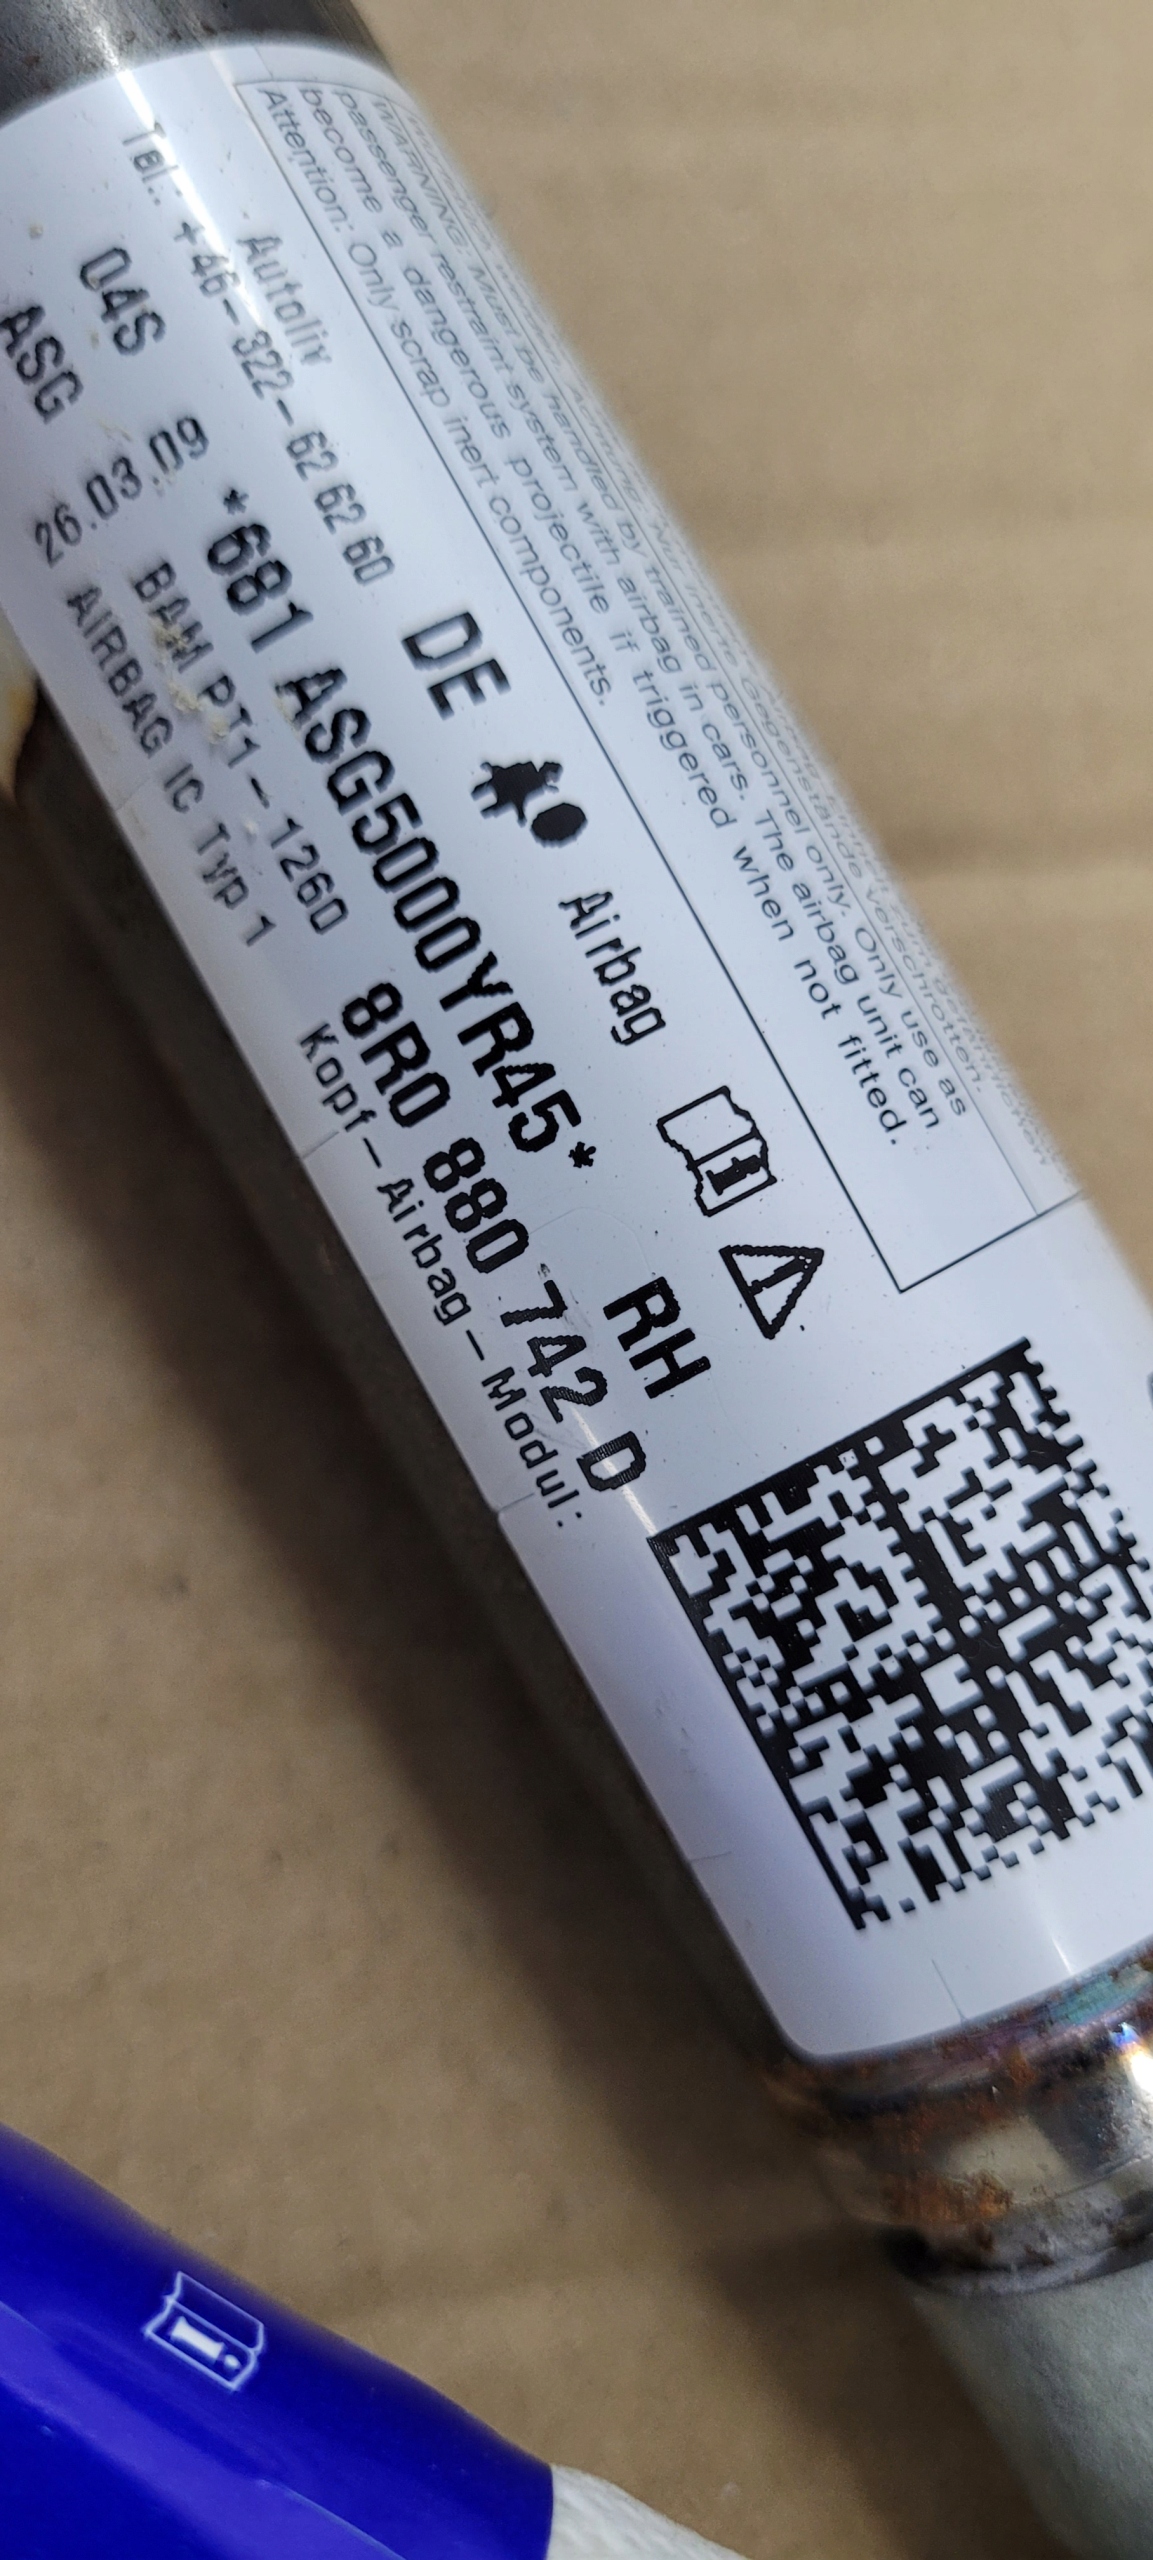 WARNING: Must be handled by trained personnel only. Only use as
passenger restraint system with airbag in cars. The airbag unit can
become a dangerous projectile if triggered when not fitted.
Attention: Only scrap inert components.
Autoliv
Tel.: +46-322-62 62 60
DE Airbag
04S *681 ASG5000YR45* RH
ASG 26.03.09 BAM PT1-1260 8R0 880 742 D
AIRBAG IC Typ 1 Kopf-Airbag-Modul: